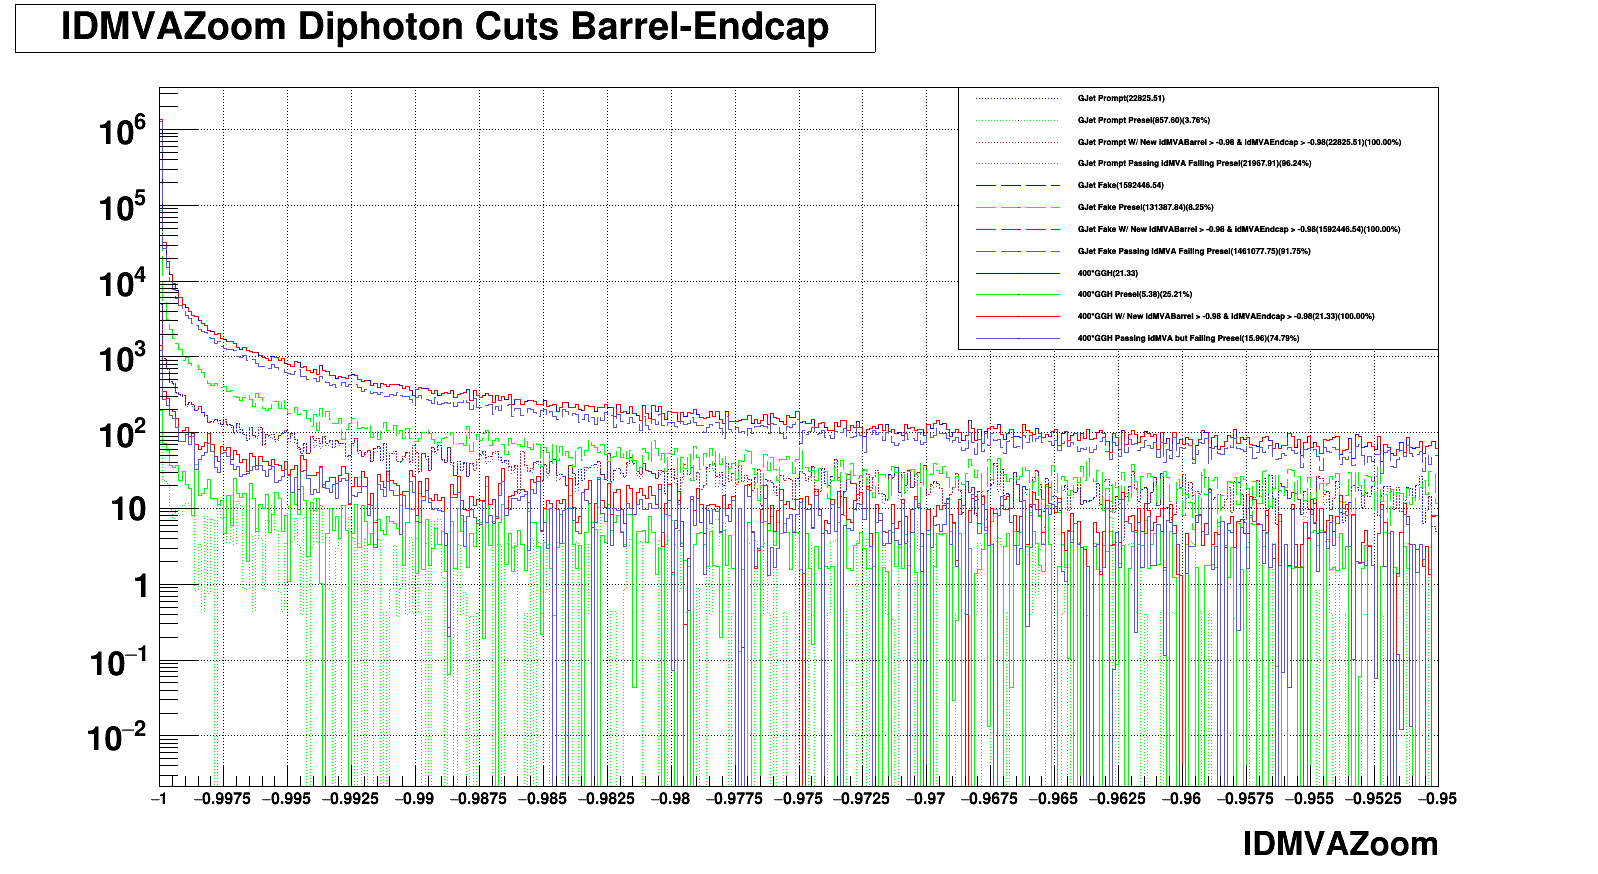 IDMVAZoom Diphoton Cuts Barrel-Endcap
GJet Prompt(22825.51)
GJet Prompt Presel(857.60)(3.76%)
GJet Prompt W/ New idMVABarrel > -0.98 & idMVAEndcap > -0.98(22825.51)(100.00%)
GJet Prompt Passing idMVA Failing Presel(21967.91)(96.24%)
GJet Fake(1592446.54)
GJet Fake Presel(131387.84)(8.25%)
GJet Fake W/ New idMVABarrel > -0.98 & idMVAEndcap > -0.98(1592446.54)(100.00%)
GJet Fake Passing idMVA Failing Presel(1461077.75)(91.75%)
400*GGH(21.33)
400*GGH Presel(5.38)(25.21%)
400*GGH W/ New idMVABarrel > -0.98 & idMVAEndcap > -0.98(21.33)(100.00%)
400*GGH Passing idMVA but Failing Presel(15.96)(74.79%)
10^6
10^5
10^4
10^3
10^2
10
1
10^−1
10^−2
−1 −0.9975 −0.995 −0.9925 −0.99 −0.9875 −0.985 −0.9825 −0.98 −0.9775 −0.975 −0.9725 −0.97 −0.9675 −0.965 −0.9625 −0.96 −0.9575 −0.955 −0.9525 −0.95
IDMVAZoom